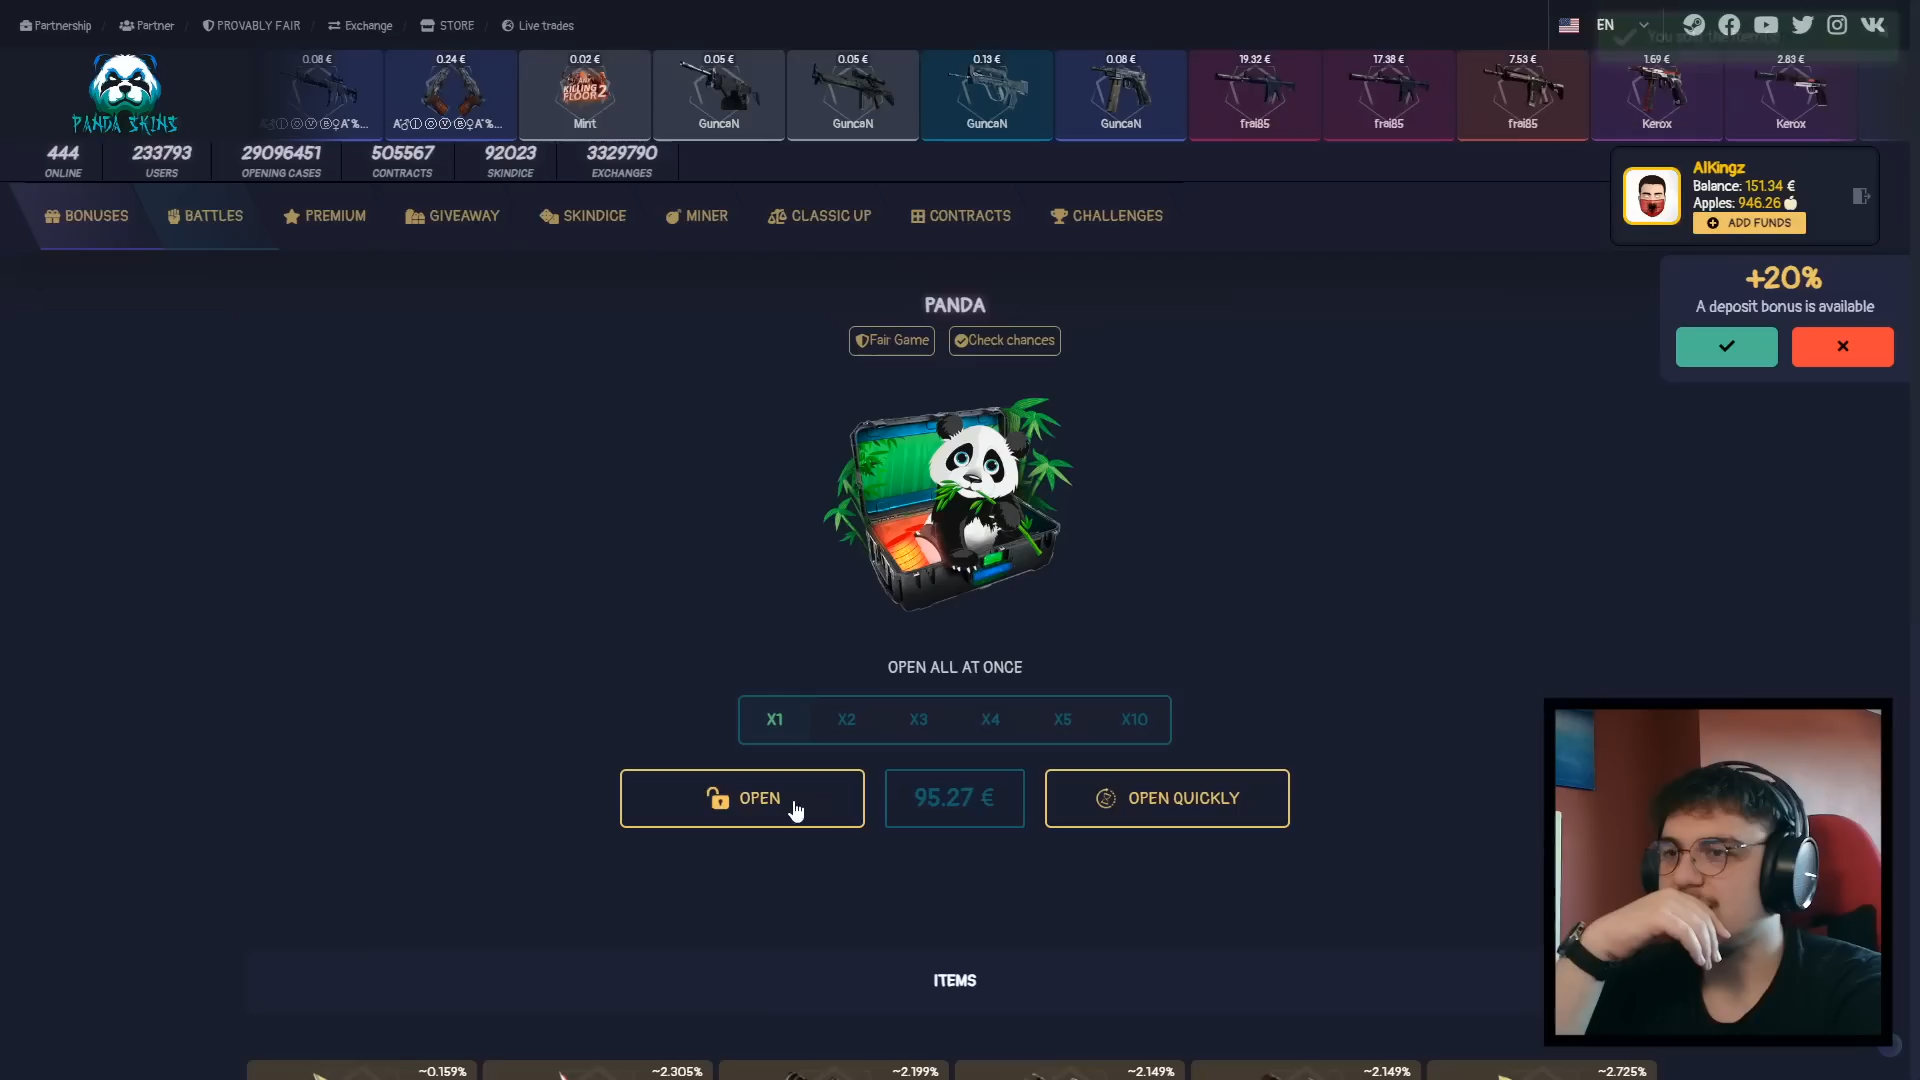 Partnership / Partner / PROVABLY FAIR / Exchange / STORE / Live trades
EN
PANDA SKINS
0.08 €
0.24 €
0.02 €
KILLING FLOOR 2
Mint
0.05 €
GuncaN
0.05 €
GuncaN
0.13 €
GuncaN
0.08 €
GuncaN
19.32 €
frai85
17.38 €
frai85
7.53 €
frai85
1.69 €
Kerox
2.83 €
Kerox
444 233793 29096451 505567 92023 3329790
ONLINE USERS OPENING CASES CONTRACTS SKINDICE EXCHANGES
AlKingz
Balance: 151.34 €
Apples: 946.26
ADD FUNDS
BONUSES BATTLES PREMIUM GIVEAWAY SKINDICE MINER CLASSIC UP CONTRACTS CHALLENGES
+20%
A deposit bonus is available
PANDA
Fair Game Check chances
OPEN ALL AT ONCE
X1 X2 X3 X4 X5 X10
OPEN 95.27 € OPEN QUICKLY
ITEMS
~0.159% ~2.305% ~2.199% ~2.149% ~2.149% ~2.725%